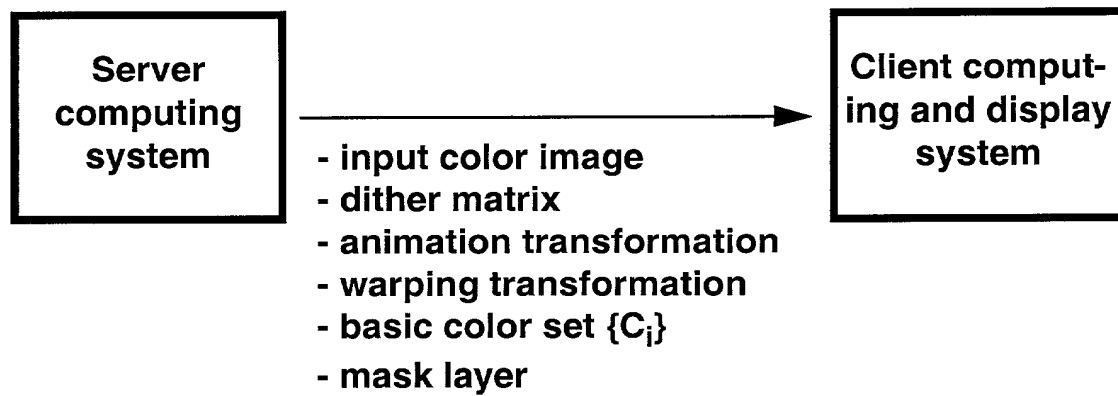 Server
computing
system
Client comput-
ing and display
system
- input color image
- dither matrix
- animation transformation
- warping transformation
- basic color set {Ci}
- mask layer